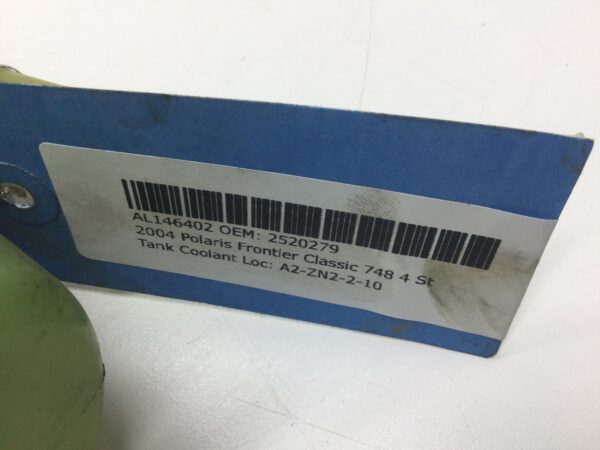 AL146402 OEM: 2520279
2004 Polaris Frontier Classic 748 4 St
Tank Coolant Loc: A2-ZN2-2-10